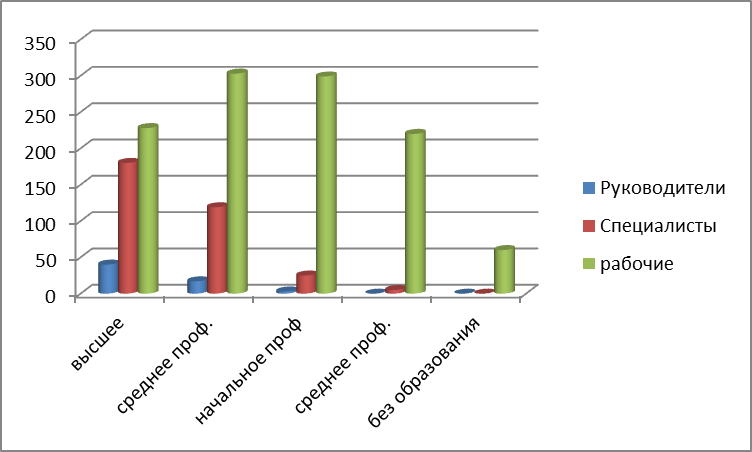 350
300
250
200
150
100
50
0
высшее
среднее проф.
начальное проф
среднее проф.
без образования
Руководители
Специалисты
рабочие